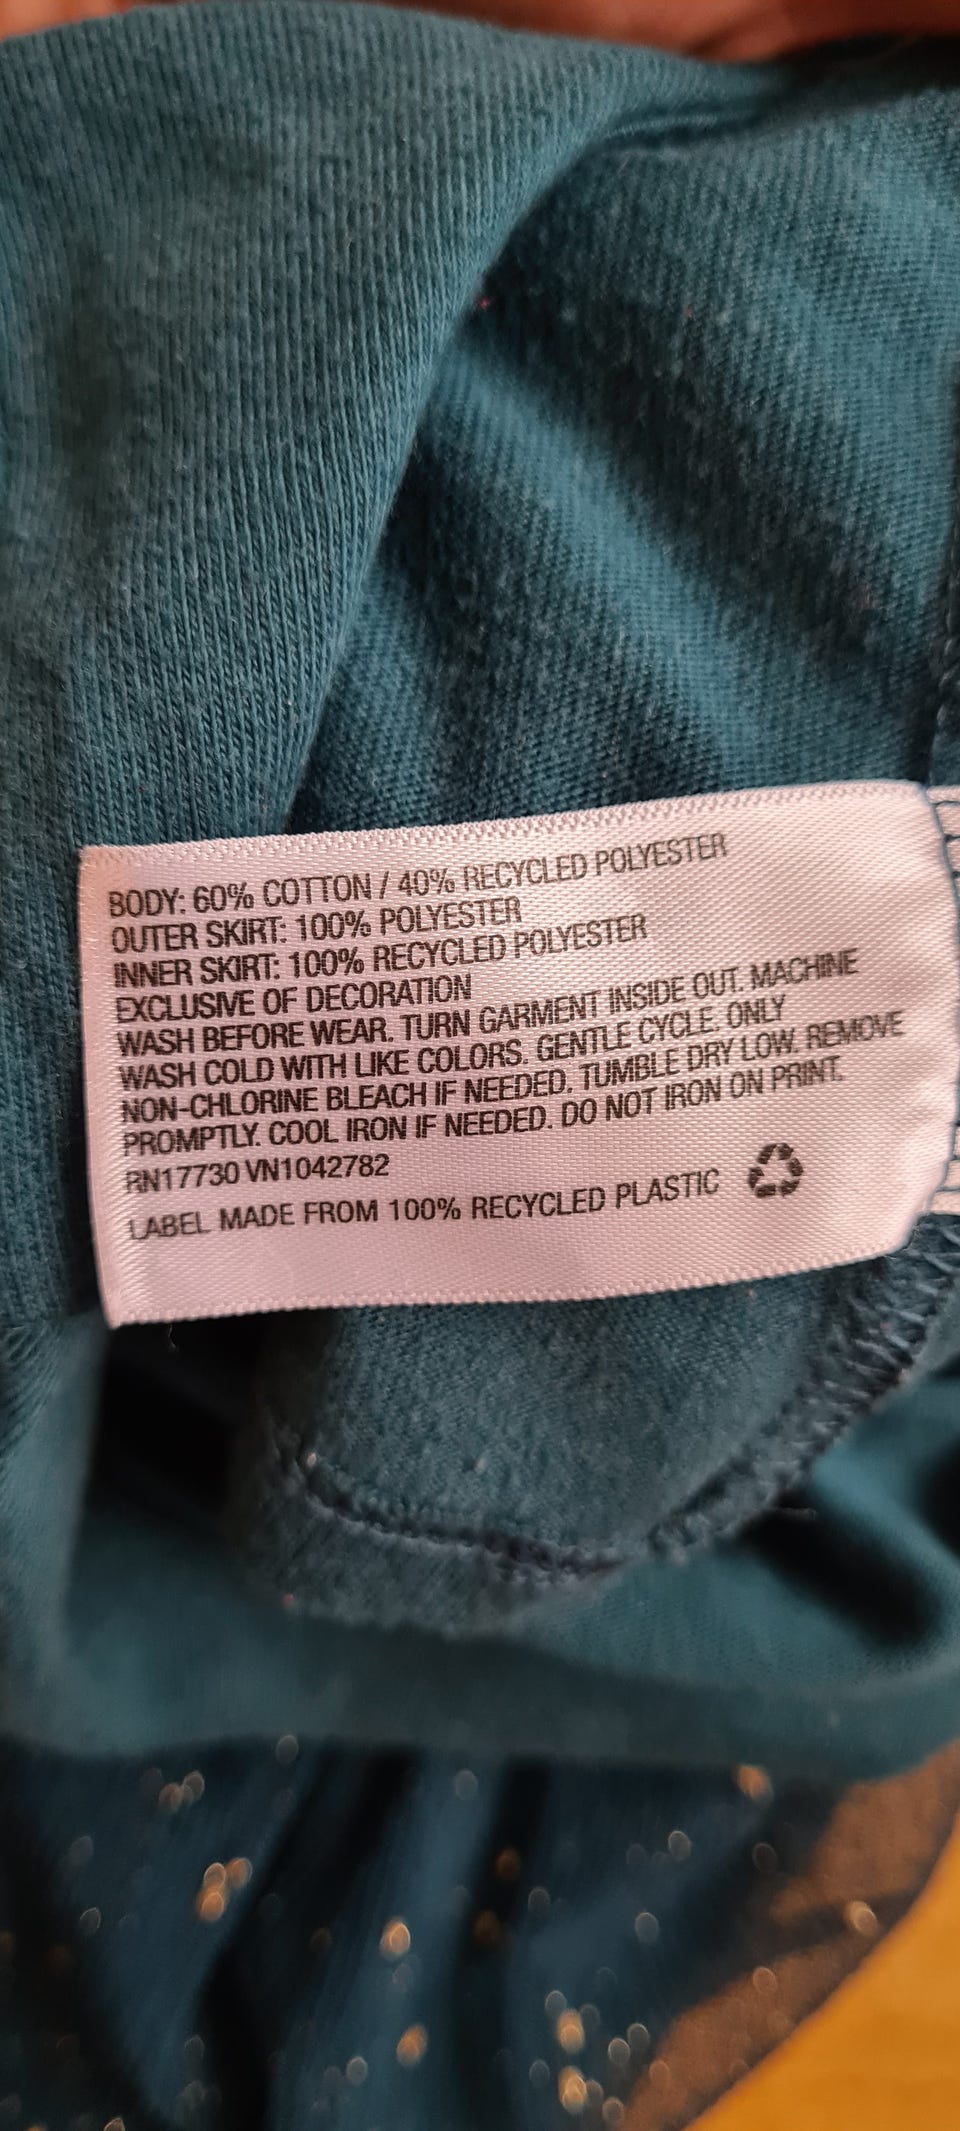 BODY: 60% COTTON / 40% RECYCLED POLYESTER
OUTER SKIRT: 100% POLYESTER
INNER SKIRT: 100% RECYCLED POLYESTER
EXCLUSIVE OF DECORATION
WASH BEFORE WEAR. TURN GARMENT INSIDE OUT. MACHINE
WASH COLD WITH LIKE COLORS. GENTLE CYCLE. ONLY
NON-CHLORINE BLEACH IF NEEDED. TUMBLE DRY LOW. REMOVE
PROMPTLY. COOL IRON IF NEEDED. DO NOT IRON ON PRINT.
RN17730 VN1042782
LABEL MADE FROM 100% RECYCLED PLASTIC